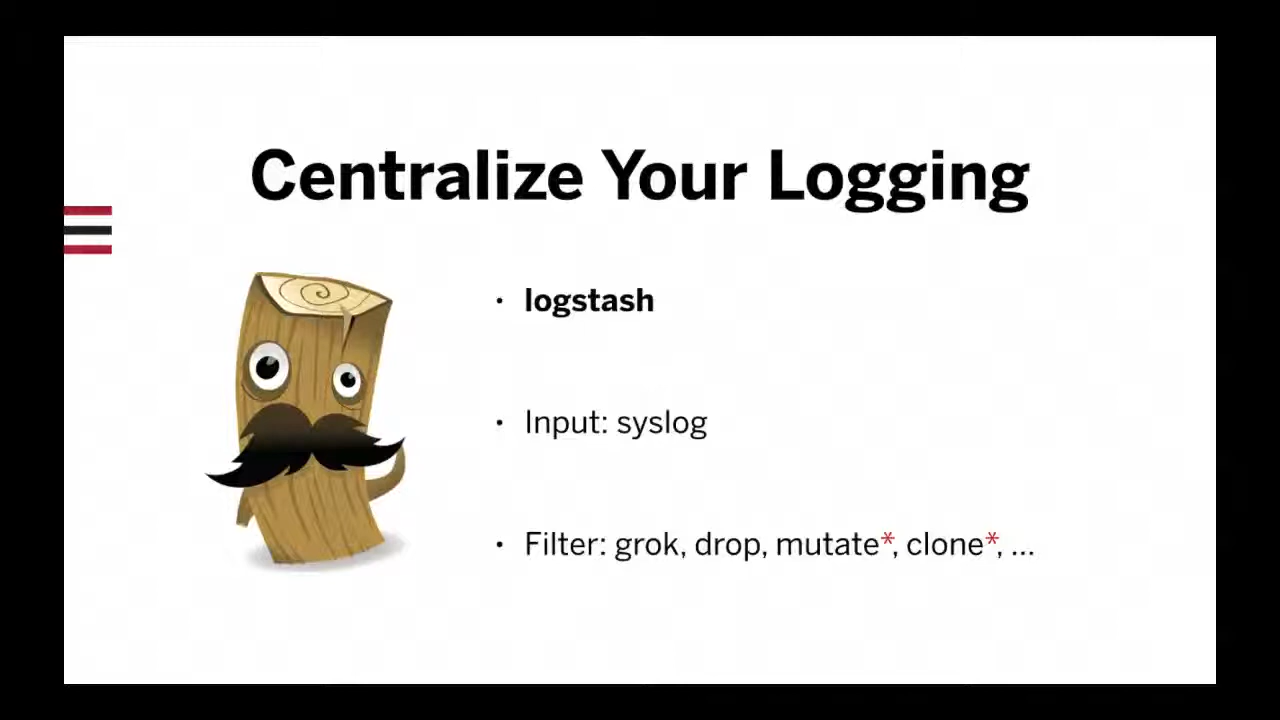 Centralize Your Logging
• logstash
• Input: syslog
• Filter: grok, drop, mutate*, clone*, ...